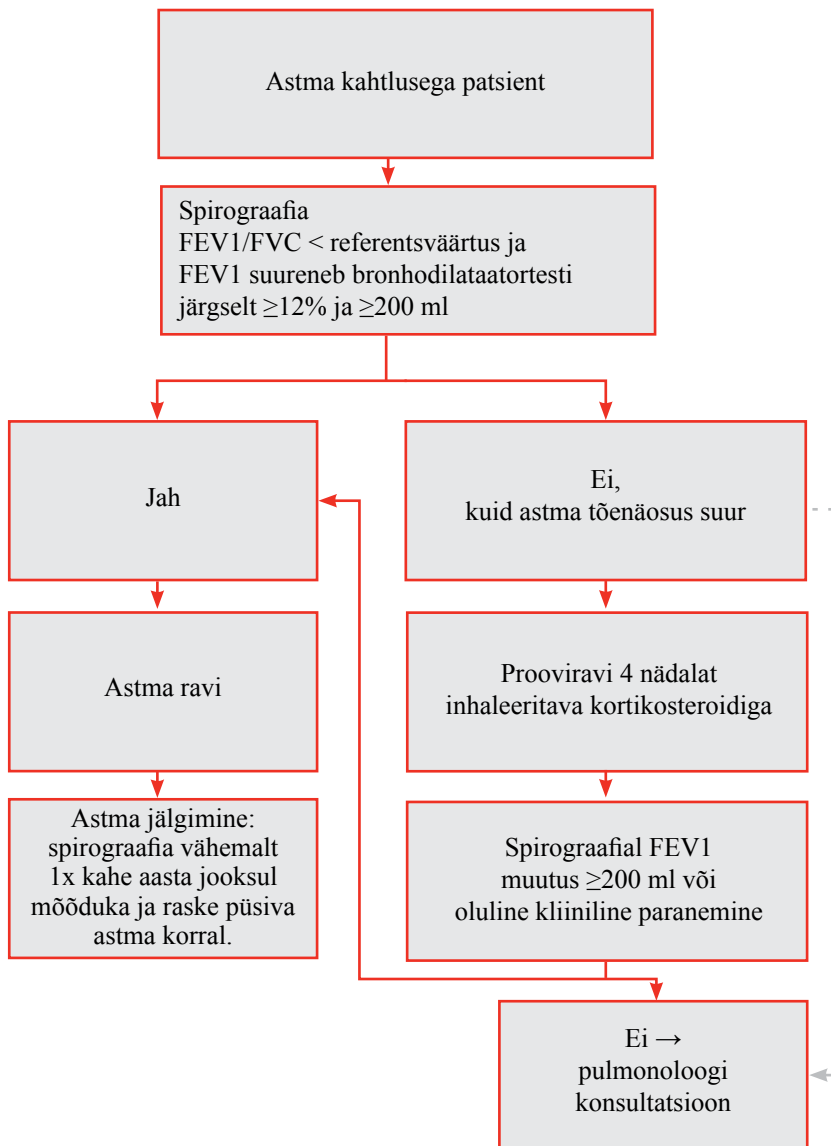 Astma kahtlusega patsient
Spirograafia
FEV1/FVC < referentsväärtus ja
FEV1 suureneb bronhodilataatortesti
järgselt ≥12% ja ≥200 ml
Jah
Ei,
kuid astma tõenäosus suur
Astma ravi
Prooviravi 4 nädalat
inhaleeritava kortikosteroidiga
Astma jälgimine:
spirograafia vähemalt
1x kahe aasta jooksul
mõõduka ja raske püsiva
astma korral.
Spirograafial FEV1
muutus ≥200 ml või
oluline kliiniline paranemine
Ei →
pulmonoloogi
konsultatsioon